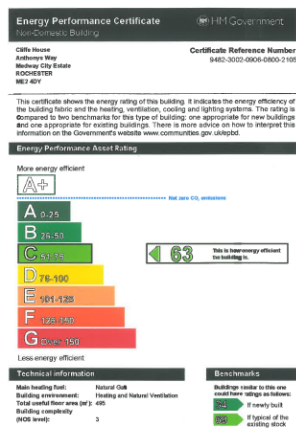 Energy Performance Certificate
Non-Domestic Building
HM Government
Cliffe House
Anthonys Way
Medway City Estate
ROCHESTER
ME2 4DY
Certificate Reference Number
9482-3002-0906-0800-2105
This certificate shows the energy rating of this building. It indicates the energy efficiency of
the building fabric and the heating, ventilation, cooling and lighting systems. The rating is
compared to two benchmarks for this type of building: one appropriate for new buildings
and one appropriate for existing buildings. There is more advice on how to interpret this
information on the Government's website www.communities.gov.uk/epbd.
Energy Performance Asset Rating
More energy efficient
A+
Net zero CO₂ emissions
A 0-25
B 26-50
C 51-75
63
This is how energy efficient
the building is.
D 76-100
E 101-125
F 126-150
G Over 150
Less energy efficient
Technical information
Main heating fuel: Natural Gas
Building environment: Heating and Natural Ventilation
Total useful floor area (m²): 495
Building complexity
(NOS level): 3
Benchmarks
Buildings similar to this one
could have ratings as follows:
If newly built
If typical of the
existing stock